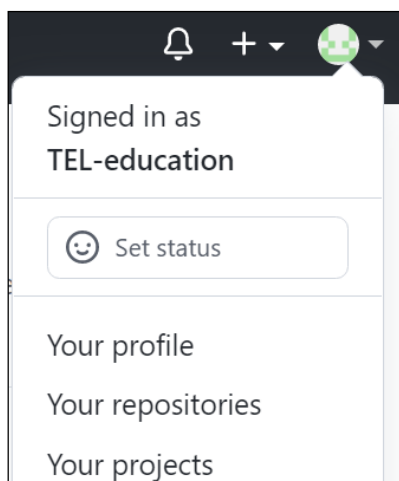 Signed in as
TEL-education
Set status
Your profile
Your repositories
Your projects